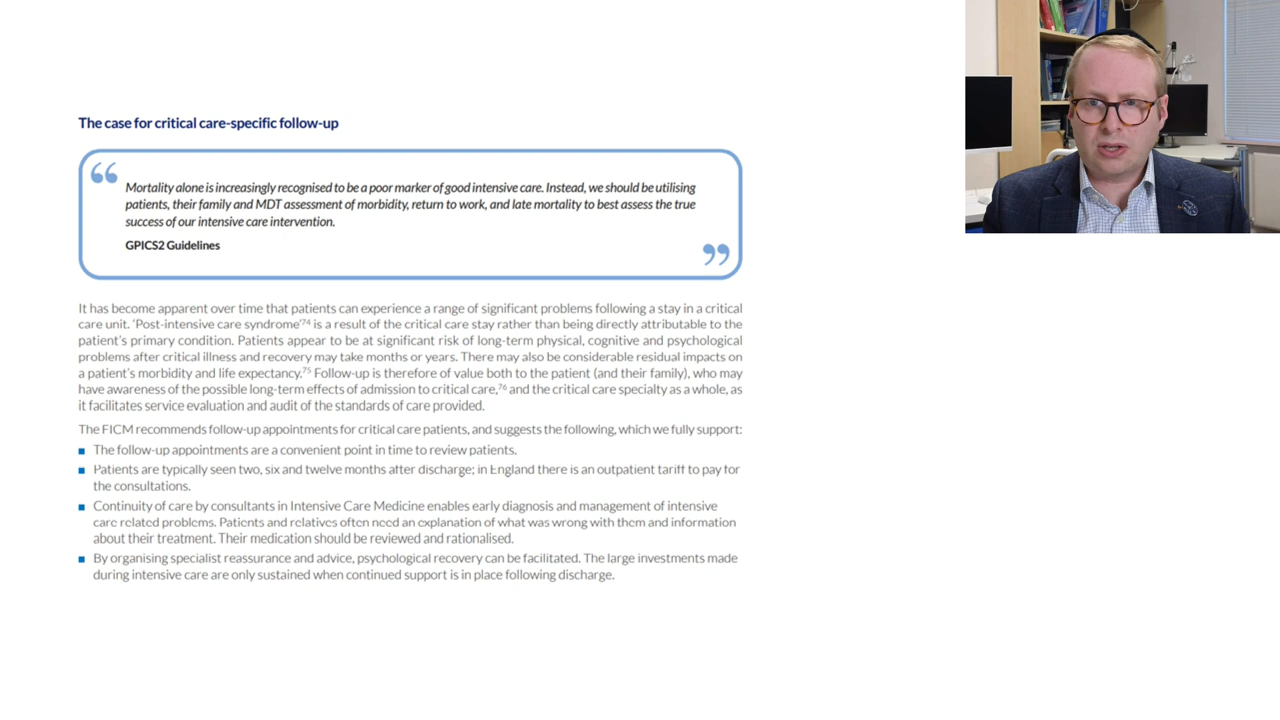 The case for critical care-specific follow-up
“
Mortality alone is increasingly recognised to be a poor marker of good intensive care. Instead, we should be utilising
patients, their family and MDT assessment of morbidity, return to work, and late mortality to best assess the true
success of our intensive care intervention.
GPICS2 Guidelines
”
It has become apparent over time that patients can experience a range of significant problems following a stay in a critical
care unit. ‘Post-intensive care syndrome’74 is a result of the critical care stay rather than being directly attributable to the
patient’s primary condition. Patients appear to be at significant risk of long-term physical, cognitive and psychological
problems after critical illness and recovery may take months or years. There may also be considerable residual impacts on
a patient’s morbidity and life expectancy.75 Follow-up is therefore of value both to the patient (and their family), who may
have awareness of the possible long-term effects of admission to critical care,76 and the critical care specialty as a whole, as
it facilitates service evaluation and audit of the standards of care provided.
The FICM recommends follow-up appointments for critical care patients, and suggests the following, which we fully support:
■ The follow-up appointments are a convenient point in time to review patients.
■ Patients are typically seen two, six and twelve months after discharge; in England there is an outpatient tariff to pay for
the consultations.
■ Continuity of care by consultants in Intensive Care Medicine enables early diagnosis and management of intensive
care related problems. Patients and relatives often need an explanation of what was wrong with them and information
about their treatment. Their medication should be reviewed and rationalised.
■ By organising specialist reassurance and advice, psychological recovery can be facilitated. The large investments made
during intensive care are only sustained when continued support is in place following discharge.